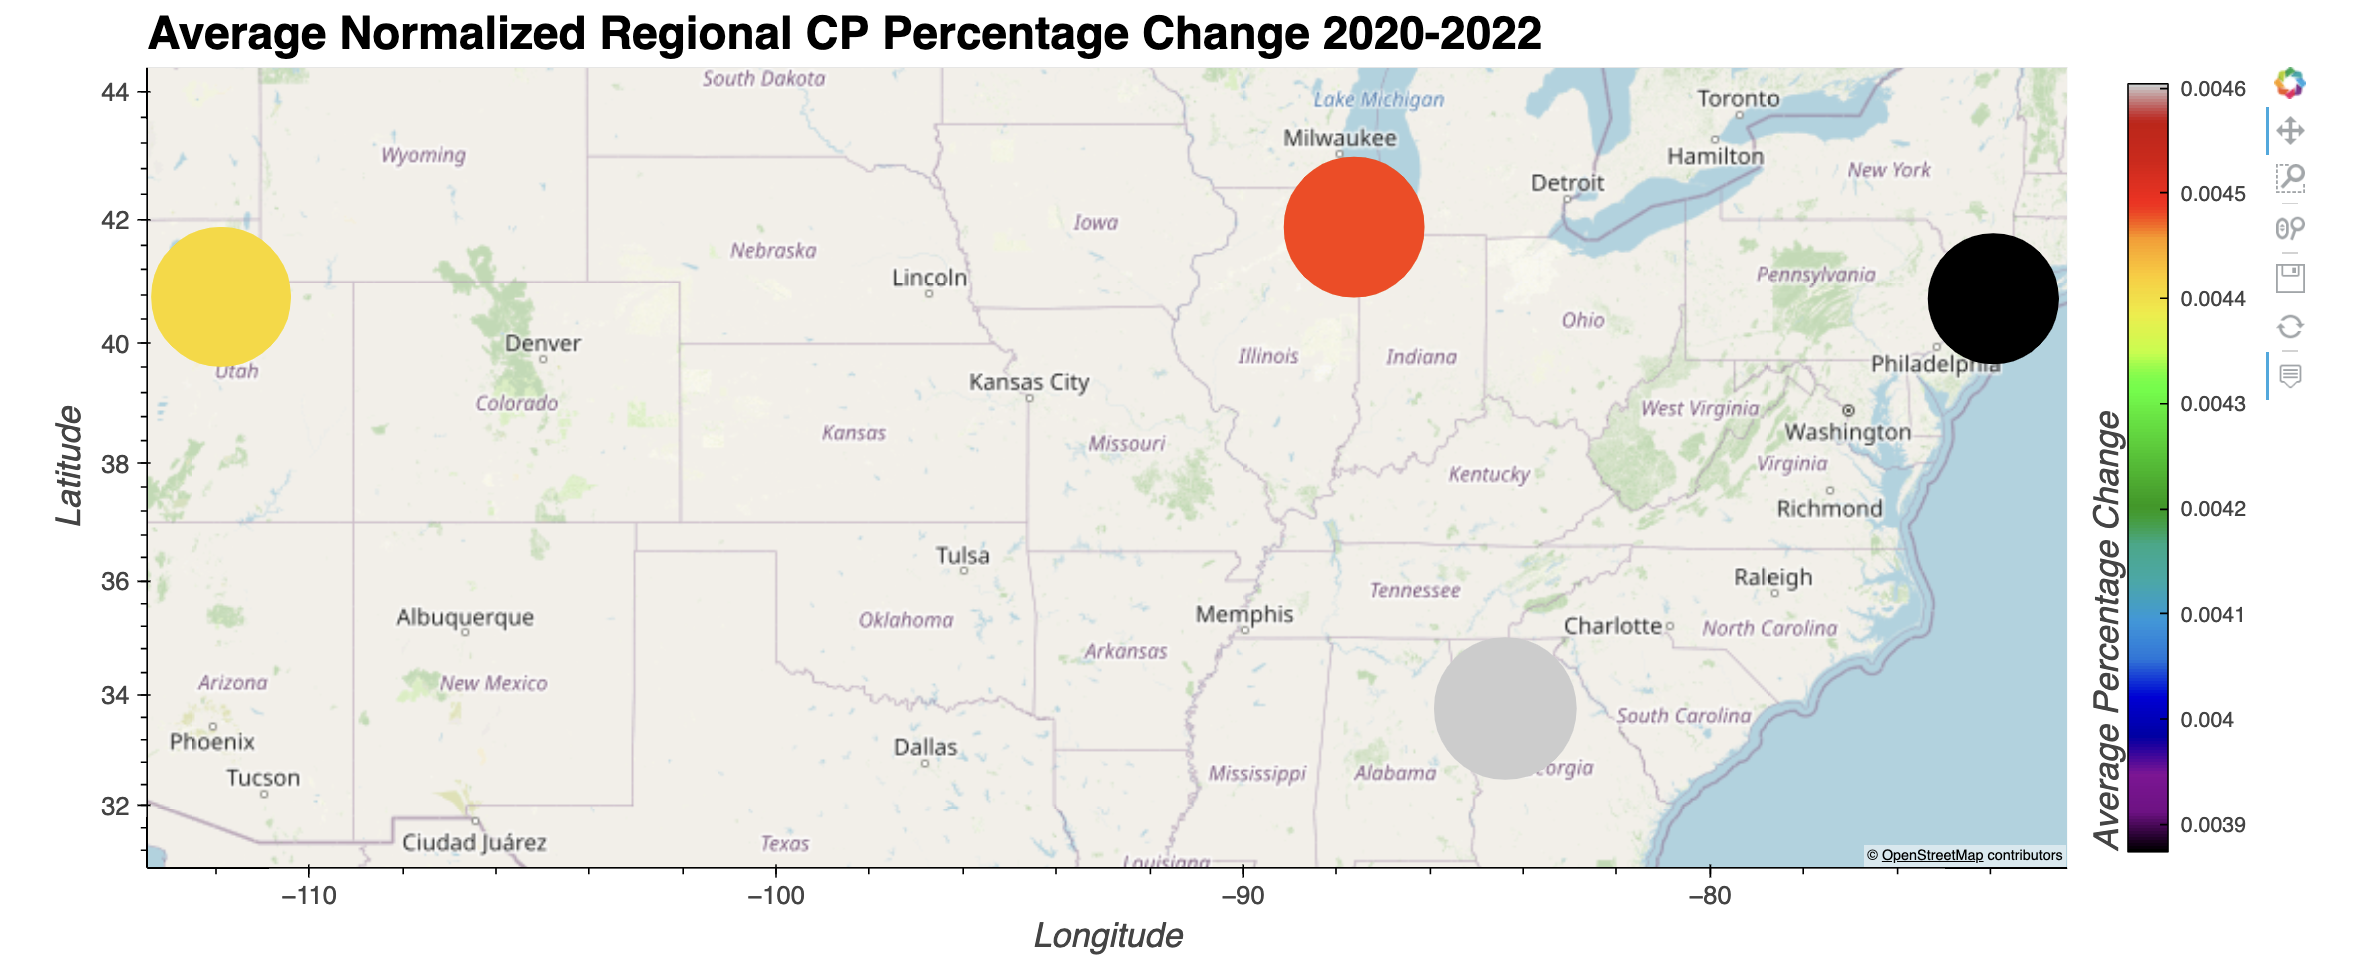 Average Normalized Regional CP Percentage Change 2020-2022
44
42
40
38
36
34
32
Latitude
−110
−100
−90
−80
Longitude
South Dakota
Lake Michigan
Toronto
Milwaukee
Wyoming
Hamilton
New York
Detroit
Iowa
Nebraska
Lincoln
Pennsylvania
Ohio
Denver
Utah
Illinois
Indiana
Philadelphia
Kansas City
Colorado
West Virginia
Kansas
Missouri
Washington
Virginia
Kentucky
Richmond
Tulsa
Raleigh
Tennessee
Albuquerque
Memphis
Oklahoma
Charlotte
North Carolina
Arkansas
Arizona
New Mexico
South Carolina
Phoenix
Dallas
Tucson
Mississippi
Alabama
orgia
Ciudad Juárez
Texas
Louisiana
© OpenStreetMap contributors
0.0046
0.0045
0.0044
0.0043
0.0042
0.0041
0.004
0.0039
Average Percentage Change